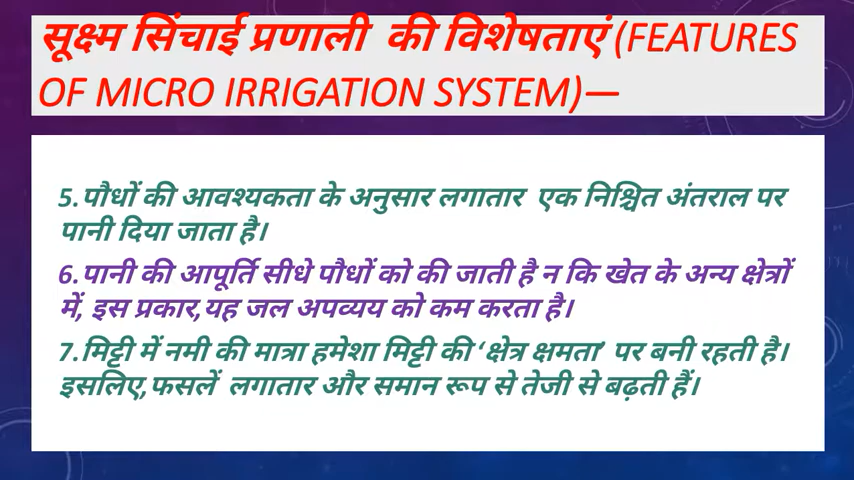 सूक्ष्म सिंचाई प्रणाली की विशेषताएं (FEATURES
OF MICRO IRRIGATION SYSTEM)—
5. पौधों की आवश्यकता के अनुसार लगातार एक निश्चित अंतराल पर
पानी दिया जाता है।
6. पानी की आपूर्ति सीधे पौधों को की जाती है न कि खेत के अन्य क्षेत्रों
में, इस प्रकार,यह जल अपव्यय को कम करता है।
7. मिट्टी में नमी की मात्रा हमेशा मिट्टी की ‘क्षेत्र क्षमता’ पर बनी रहती है।
इसलिए,फसलें लगातार और समान रूप से तेजी से बढ़ती हैं।